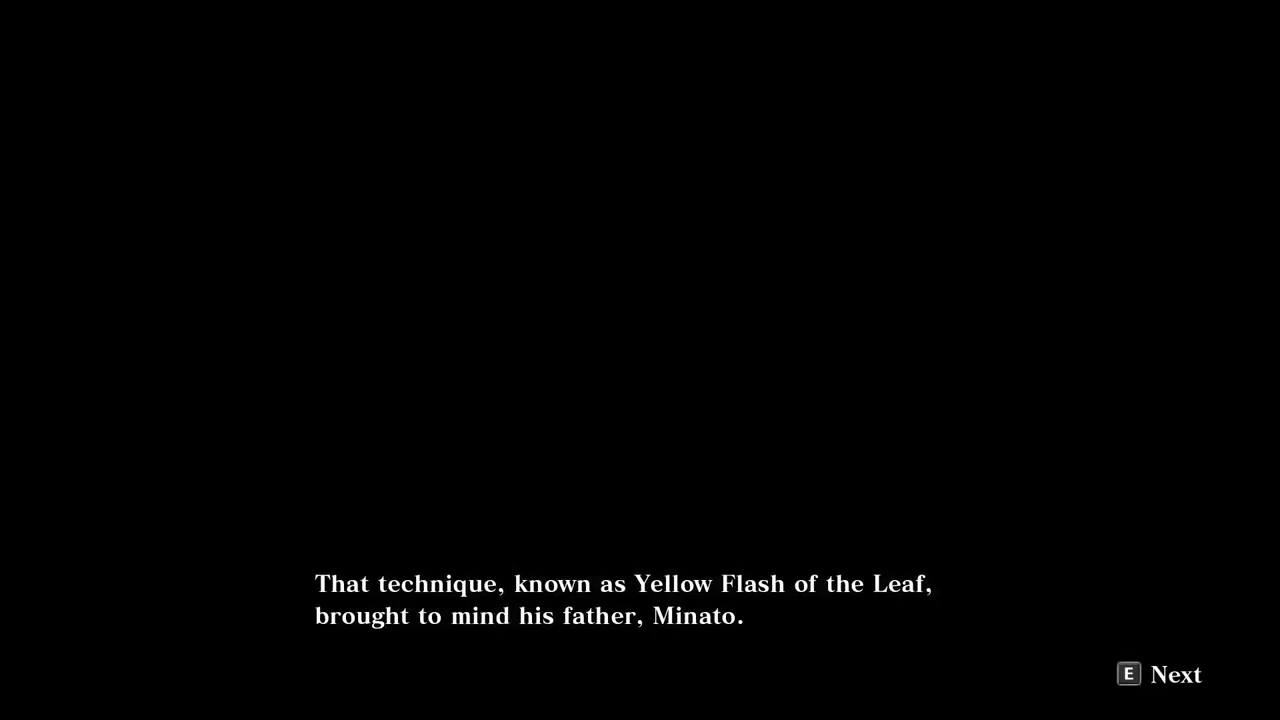 That technique, known as Yellow Flash of the Leaf,
brought to mind his father, Minato.
E Next